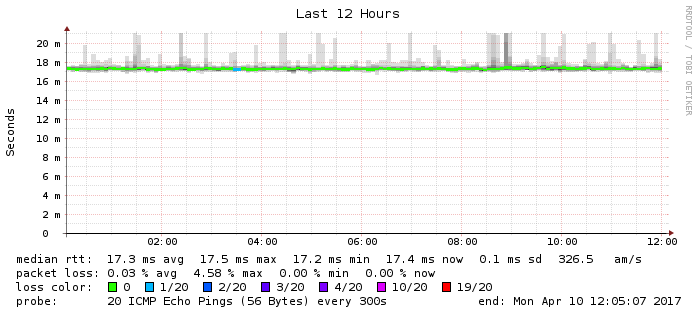 Last 12 Hours
RRDTOOL / TOBI OETIKER
Seconds
20 m
18 m
16 m
14 m
12 m
10 m
8 m
6 m
4 m
2 m
0
02:00 04:00 06:00 08:00 10:00 12:00
median rtt: 17.3 ms avg 17.5 ms max 17.2 ms min 17.4 ms now 0.1 ms sd 326.5 am/s
packet loss: 0.03 % avg 4.58 % max 0.00 % min 0.00 % now
loss color: 0 1/20 2/20 3/20 4/20 10/20 19/20
probe: 20 ICMP Echo Pings (56 Bytes) every 300s end: Mon Apr 10 12:05:07 2017